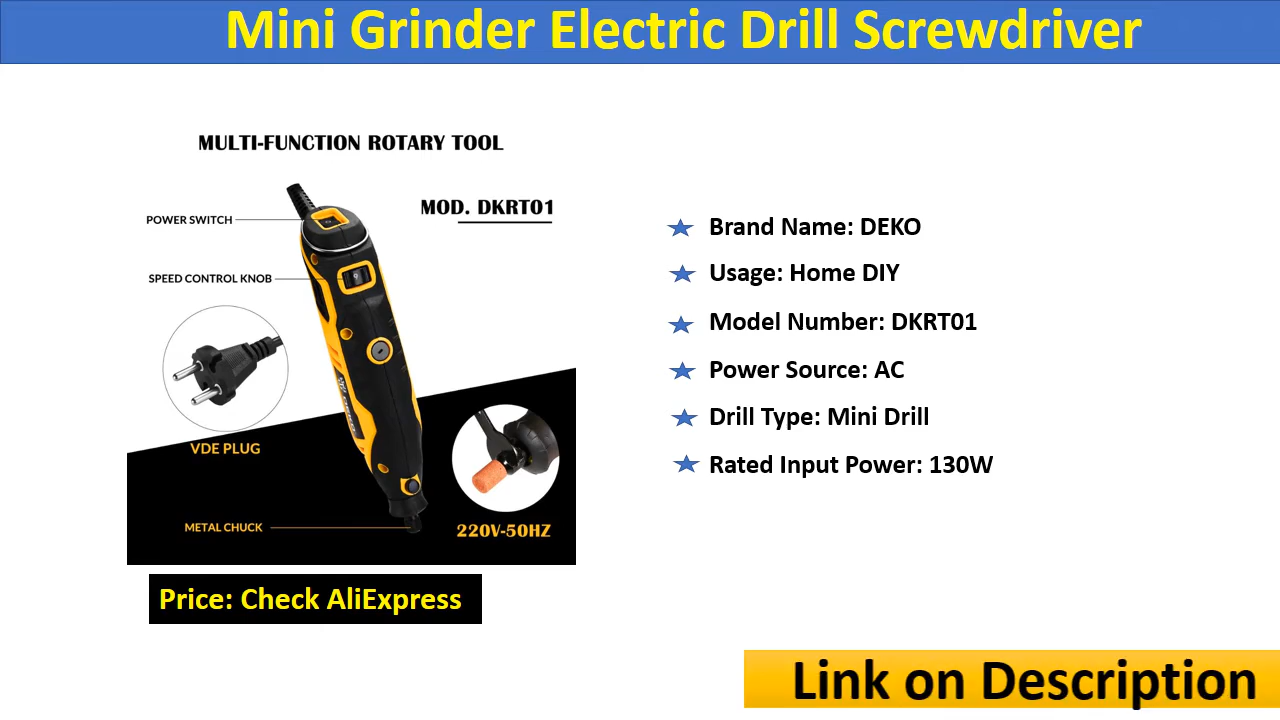 Mini Grinder Electric Drill Screwdriver
MULTI-FUNCTION ROTARY TOOL
MOD. DKRT01
POWER SWITCH
SPEED CONTROL KNOB
VDE PLUG
METAL CHUCK
220V-50HZ
Price: Check AliExpress
Brand Name: DEKO
Usage: Home DIY
Model Number: DKRT01
Power Source: AC
Drill Type: Mini Drill
Rated Input Power: 130W
Link on Description